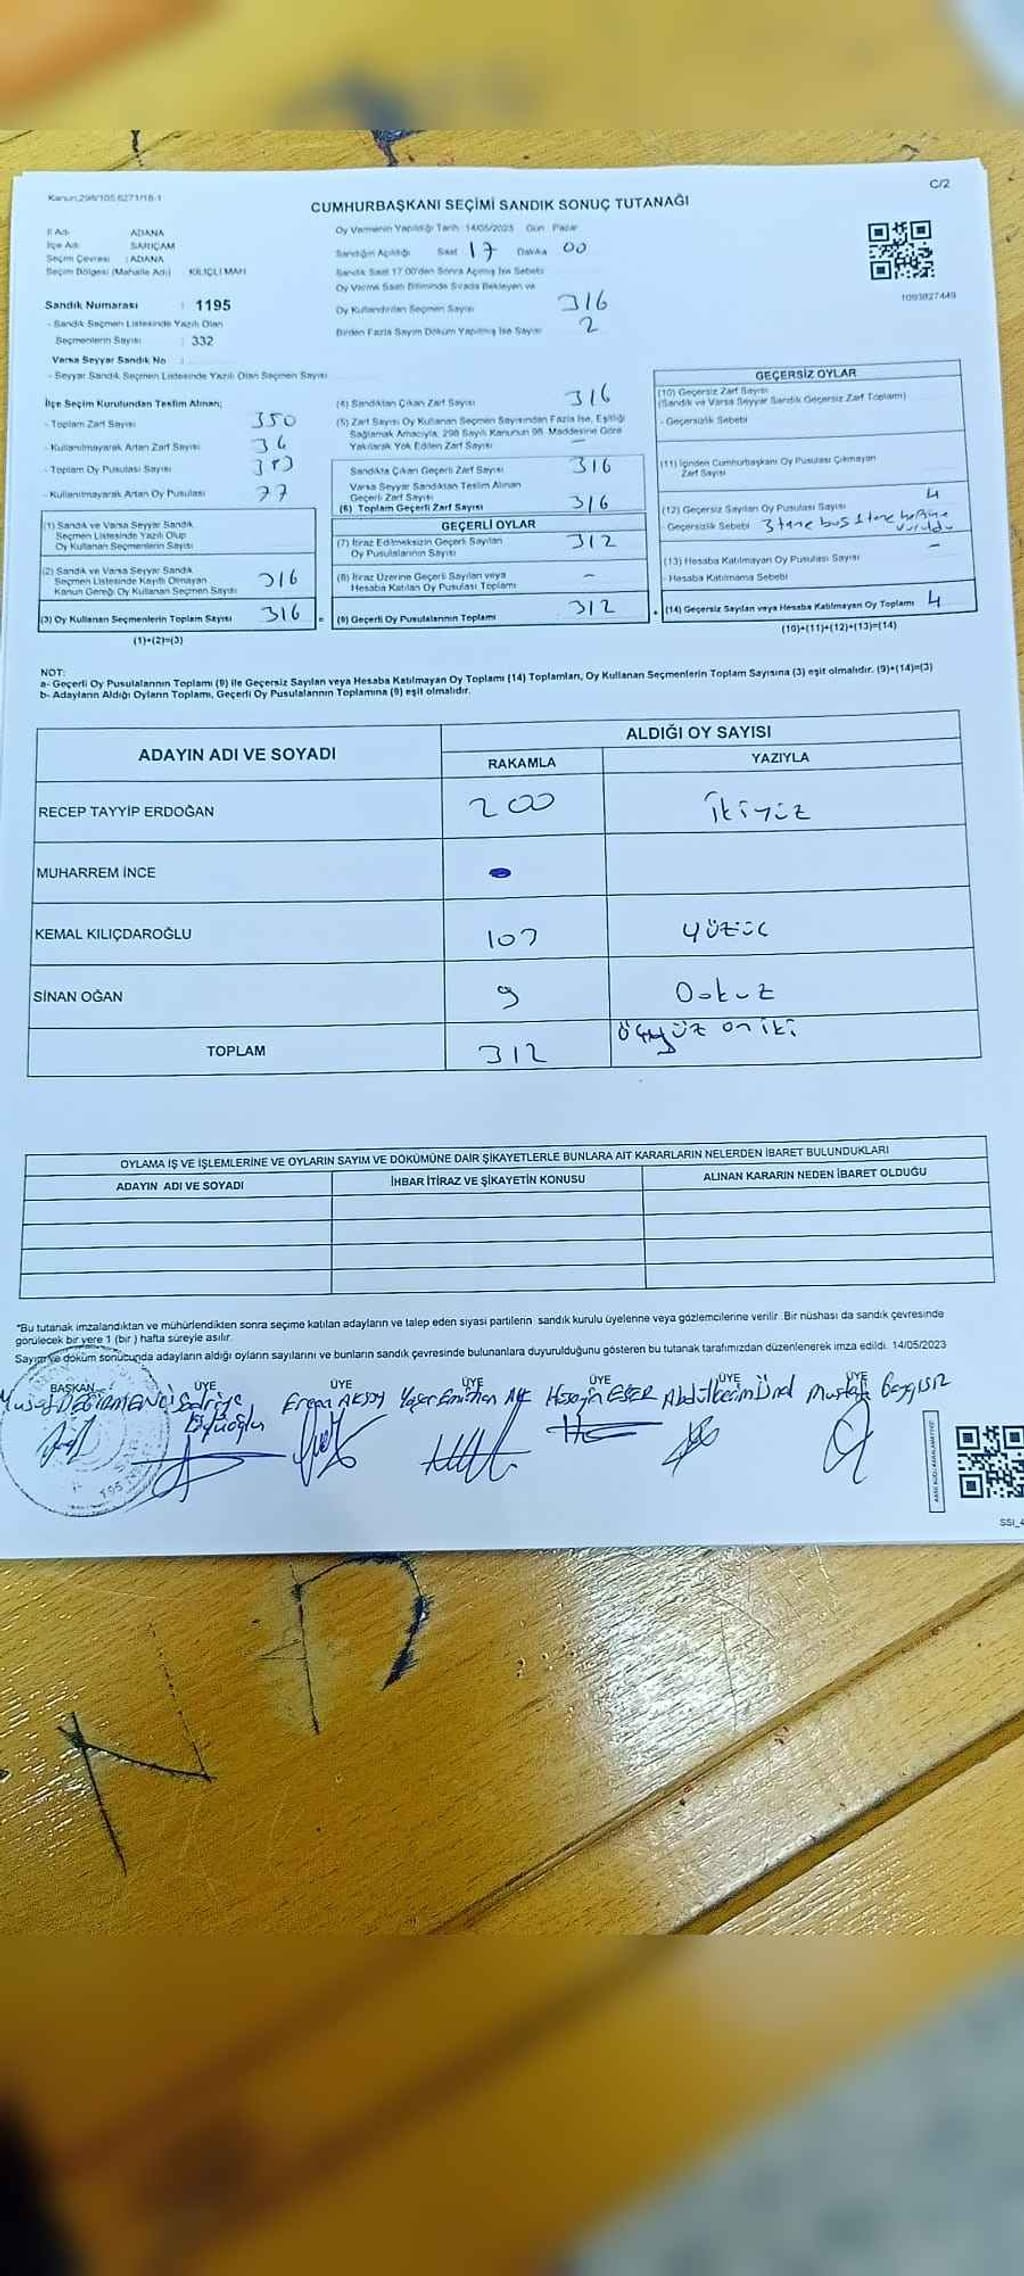 Kanun:298/105.6271/18-1
C/2
CUMHURBAŞKANI SEÇİMİ SANDIK SONUÇ TUTANAĞI
İl Adı ADANA
İlçe Adı SARIÇAM
Seçim Çevresi : ADANA
Seçim Bölgesi (Mahalle Adı) KILIÇLI MAH
Sandık Numarası : 1195
- Sandık Seçmen Listesinde Yazılı Olan
Seçmenlerin Sayısı : 332
Varsa Seyyar Sandık No :
- Seyyar Sandık Seçmen Listesinde Yazılı Olan Seçmen Sayısı
Oy Vermenin Yapıldığı Tarih 14/05/2023 Gün : Pazar
Sandığın Açıldığı Saat 17 Dakika 00
Sandık Saat 17.00'den Sonra Açılmış İse Sebebi
Oy Verme Saati Bitiminde Sırada Bekleyen ve
Oy Kullandırılan Seçmen Sayısı 316
Birden Fazla Sayım Döküm Yapılmış İse Sayısı 2
1093827449
İlçe Seçim Kurulundan Teslim Alınan;
- Toplam Zarf Sayısı 350
- Kullanılmayarak Artan Zarf Sayısı 36
- Toplam Oy Pusulası Sayısı
- Kullanılmayarak Artan Oy Pusulası 77
(1) Sandık ve Varsa Seyyar Sandık
Seçmen Listesinde Yazılı Olup
Oy Kullanan Seçmenlerin Sayısı
(2) Sandık ve Varsa Seyyar Sandık
Seçmen Listesinde Kayıtlı Olmayan
Kanun Gereği Oy Kullanan Seçmen Sayısı 316
(3) Oy Kullanan Seçmenlerin Toplam Sayısı 316
(1)+(2)=(3)
(4) Sandıktan Çıkan Zarf Sayısı 316
(5) Zarf Sayısı Oy Kullanan Seçmen Sayısından Fazla İse, Eşitliği
Sağlamak Amacıyla, 298 Sayılı Kanunun 98. Maddesine Göre
Yakılarak Yok Edilen Zarf Sayısı –
Sandıkta Çıkan Geçerli Zarf Sayısı 316
Varsa Seyyar Sandıktan Teslim Alınan
Geçerli Zarf Sayısı
(6) Toplam Geçerli Zarf Sayısı 316
GEÇERLİ OYLAR
(7) İtiraz Edilmeksizin Geçerli Sayılan
Oy Pusulalarının Sayısı 312
(8) İtiraz Üzerine Geçerli Sayılan veya
Hesaba Katılan Oy Pusulası Toplamı –
= (9) Geçerli Oy Pusulalarının Toplamı 312
GEÇERSİZ OYLAR
(10) Geçersiz Zarf Sayısı
(Sandık ve Varsa Seyyar Sandık Geçersiz Zarf Toplamı)
- Geçersizlik Sebebi
(11) İçinden Cumhurbaşkanı Oy Pusulası Çıkmayan
Zarf Sayısı
(12) Geçersiz Sayılan Oy Pusulası Sayısı 4
- Geçersizlik Sebebi 3 tane boş 1 tane
(13) Hesaba Katılmayan Oy Pusulası Sayısı –
- Hesaba Katılmama Sebebi
+ (14) Geçersiz Sayılan veya Hesaba Katılmayan Oy Toplamı 4
(10)+(11)+(12)+(13)=(14)
NOT:
a- Geçerli Oy Pusulalarının Toplamı (9) ile Geçersiz Sayılan veya Hesaba Katılmayan Oy Toplamı (14) Toplamları, Oy Kullanan Seçmenlerin Toplam Sayısına (3) eşit olmalıdır. (9)+(14)=(3)
b- Adayların Aldığı Oyların Toplamı, Geçerli Oy Pusulalarının Toplamına (9) eşit olmalıdır.
ADAYIN ADI VE SOYADI
ALDIĞI OY SAYISI
RAKAMLA YAZIYLA
RECEP TAYYİP ERDOĞAN 200 İkiyüz
MUHARREM İNCE -
KEMAL KILIÇDAROĞLU 103 yüzüç
SİNAN OĞAN 9 Dokuz
TOPLAM 312 üçyüz oniki
OYLAMA İŞ VE İŞLEMLERİNE VE OYLARIN SAYIM VE DÖKÜMÜNE DAİR ŞİKAYETLERLE BUNLARA AİT KARARLARIN NELERDEN İBARET BULUNDUKLARI
ADAYIN ADI VE SOYADI İHBAR İTİRAZ VE ŞİKAYETİN KONUSU ALINAN KARARIN NEDEN İBARET OLDUĞU
*Bu tutanak imzalandıktan ve mühürlendikten sonra seçime katılan adayların ve talep eden siyasi partilerin sandık kurulu üyelerine veya gözlemcilerine verilir. Bir nüshası da sandık çevresinde
görülecek bir yere 1 (bir ) hafta süreyle asılır.
Sayım ve döküm sonucunda adayların aldığı oyların sayılarını ve bunların sandık çevresinde bulunanlara duyurulduğunu gösteren bu tutanak tarafımızdan düzenlenerek imza edildi. 14/05/2023
BAŞKAN ÜYE ÜYE ÜYE ÜYE ÜYE ÜYE
Ercan AKSOY Hüseyin ESER